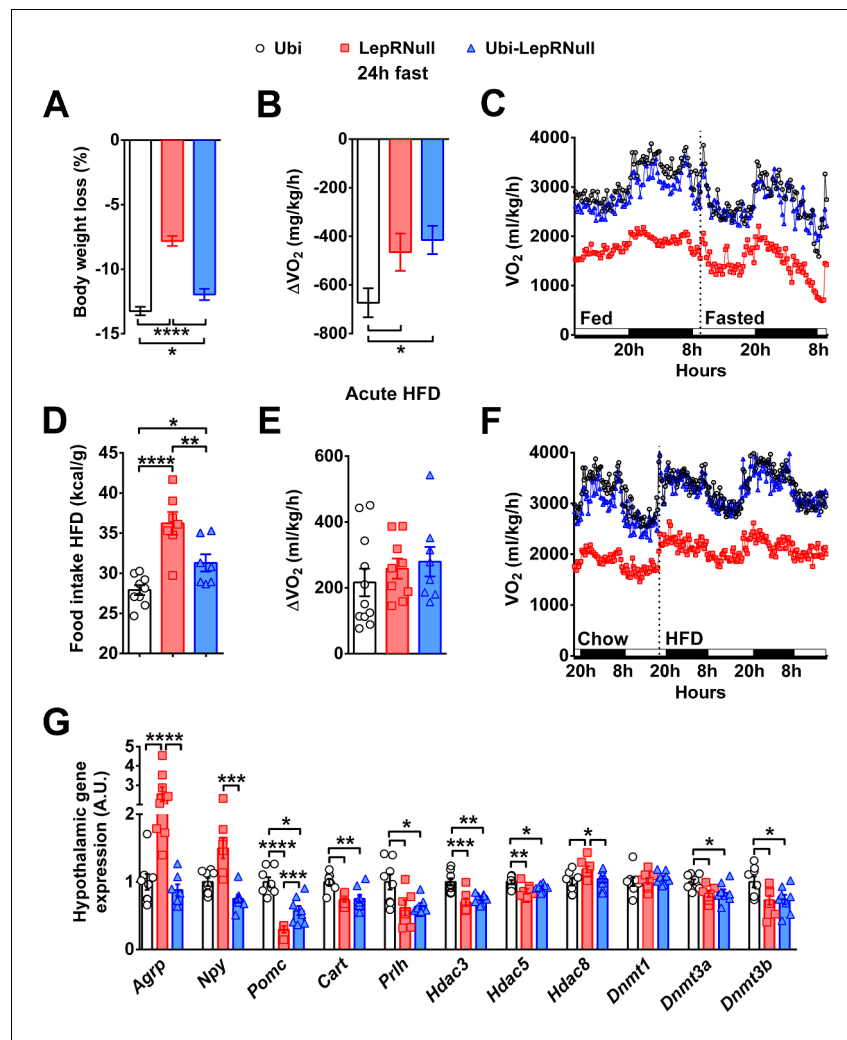 Ubi LepRNull Ubi-LepRNull
24h fast
A
Body weight loss (%)
0
-5
-10
-15
****
*
B
ΔVO₂ (mg/kg/h)
0
-200
-400
-600
-800
*
C
VO₂ (ml/kg/h)
4000
3000
2000
1000
0
Fed Fasted
20h 8h 20h 8h
Hours
Acute HFD
D
Food intake HFD (kcal/g)
45
40
35
30
25
20
*
**
****
E
ΔVO₂ (ml/kg/h)
600
400
200
0
F
VO₂ (ml/kg/h)
4000
3000
2000
1000
0
Chow HFD
20h 8h 20h 8h 20h 8h
Hours
G
Hypothalamic gene
expression (A.U.)
5
4
3
2
1
0
**** ****
***
*
****
***
**
*
**
***
*
**
*
*
*
Agrp Npy Pomc Cart Prlh Hdac3 Hdac5 Hdac8 Dnmt1 Dnmt3a Dnmt3b